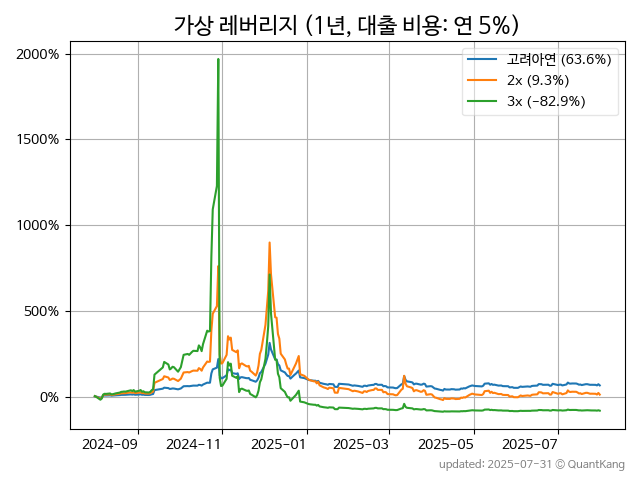 가상 레버리지 (1년, 대출 비용: 연 5%)
고려아연 (63.6%)
2x (9.3%)
3x (−82.9%)
2000%
1500%
1000%
500%
0%
2024-09 2024-11 2025-01 2025-03 2025-05 2025-07
updated: 2025-07-31 © QuantKang